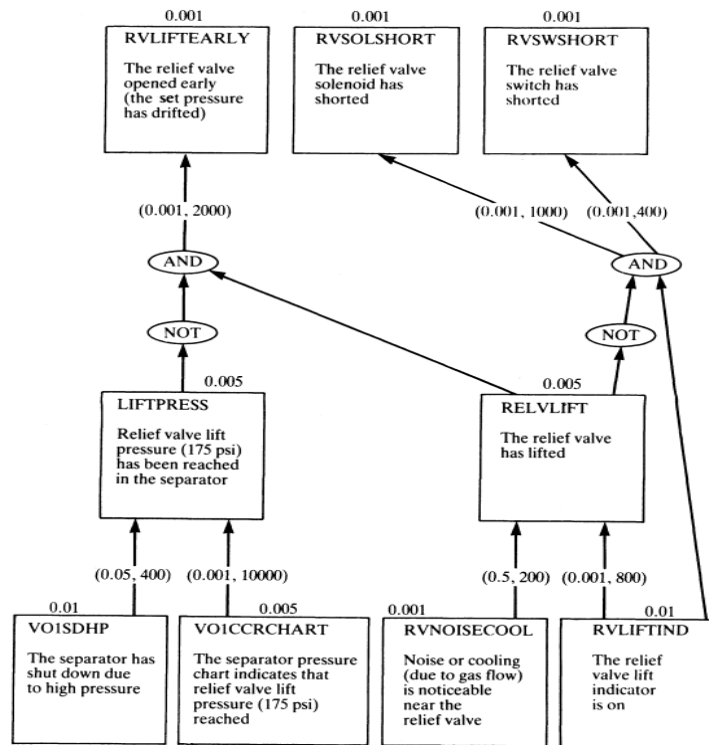 0.001
0.001
0.001
RVLIFTEARLY
The relief valve
opened early
(the set pressure
has drifted)
RVSOLSHORT
The relief valve
solenoid has
shorted
RVSWSHORT
The relief valve
switch has
shorted
(0.001, 2000)
(0.001, 1000)
(0.001,400)
AND
AND
NOT
NOT
0.005
0.005
LIFTPRESS
Relief valve lift
pressure (175 psi)
has been reached
in the separator
RELVLIFT
The relief valve
has lifted
(0.05, 400)
(0.001, 10000)
(0.5, 200)
(0.001, 800)
0.01
0.005
0.001
0.01
VO1SDHP
The separator has
shut down due
to high pressure
VO1CCRCHART
The separator pressure
chart indicates that
relief valve lift
pressure (175 psi)
reached
RVNOISECOOL
Noise or cooling
(due to gas flow)
is noticeable
near the
relief valve
RVLIFTIND
The relief
valve lift
indicator
is on